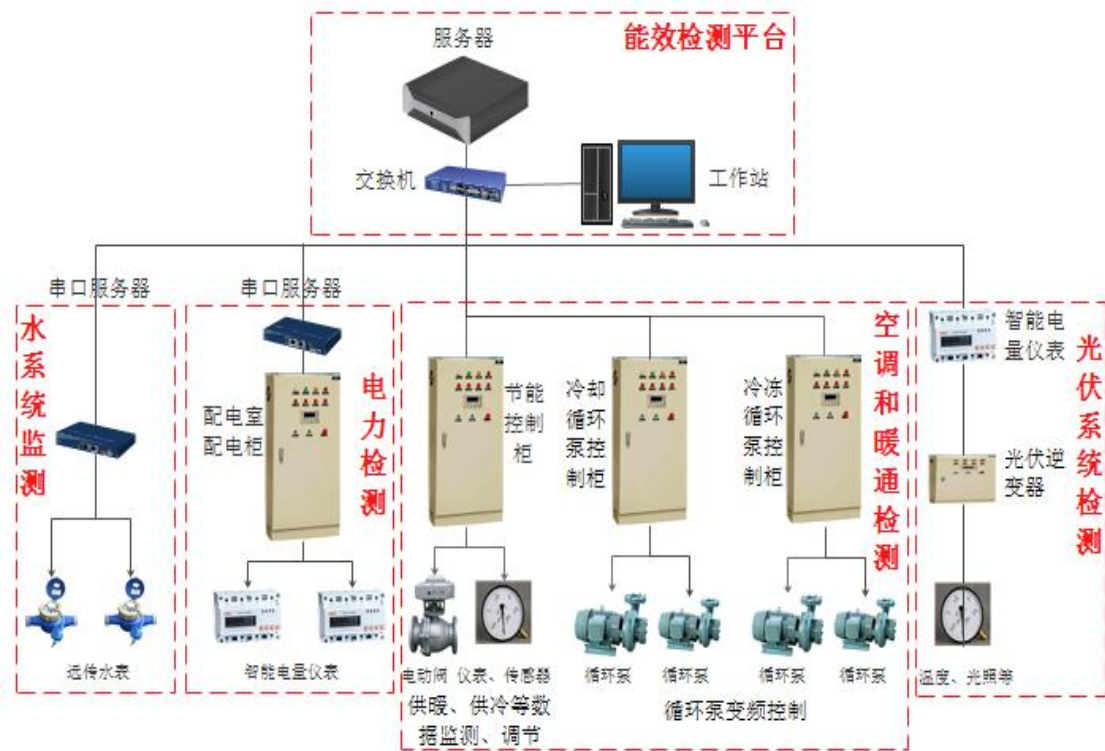 能效检测平台
服务器
交换机
工作站
串口服务器
串口服务器
水系统监测
电力检测
配电室
配电柜
智能电量仪表
远传水表
空调和暖通检测
节能
控制
柜
冷却
循环
泵控
制柜
冷冻
循环
泵控
制柜
电动阀
仪表、传感器
供暖、供冷等数
据监测、调节
循环泵
循环泵
循环泵
循环泵
循环泵变频控制
光伏系统检测
智能电
量仪表
光伏逆
变器
温度、光照等